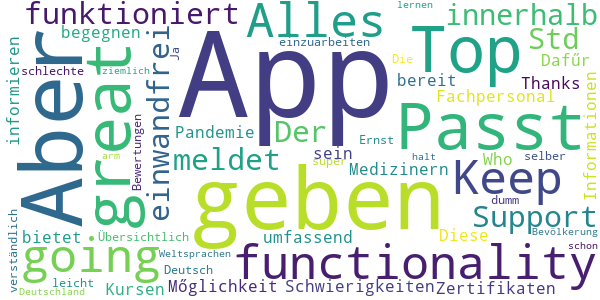 lernen
funktioniert
Alles
Top
innerhalb
begegnen
Ja
App
einzuarbeiten
Std
informieren
Aber
great
einwandfrei
Die
Dafűr
schlechte
ziemlich
bereit
Thanks
Informationen
Bewertungen
Fachpersonal
Passt
Pandemie
Der
meldet
sein
Ernst
arm
super
halt
Who
selber
Medizinern
geben
Keep
dumm
Support
verständlich
bietet
Übersichtlich
umfassend
Diese
Bevölkerung
going
Weltsprachen
functionality
schon
leicht
Deutsch
Deutschland
Kursen
Mőglichkeit
Schwierigkeiten
Zertifikaten